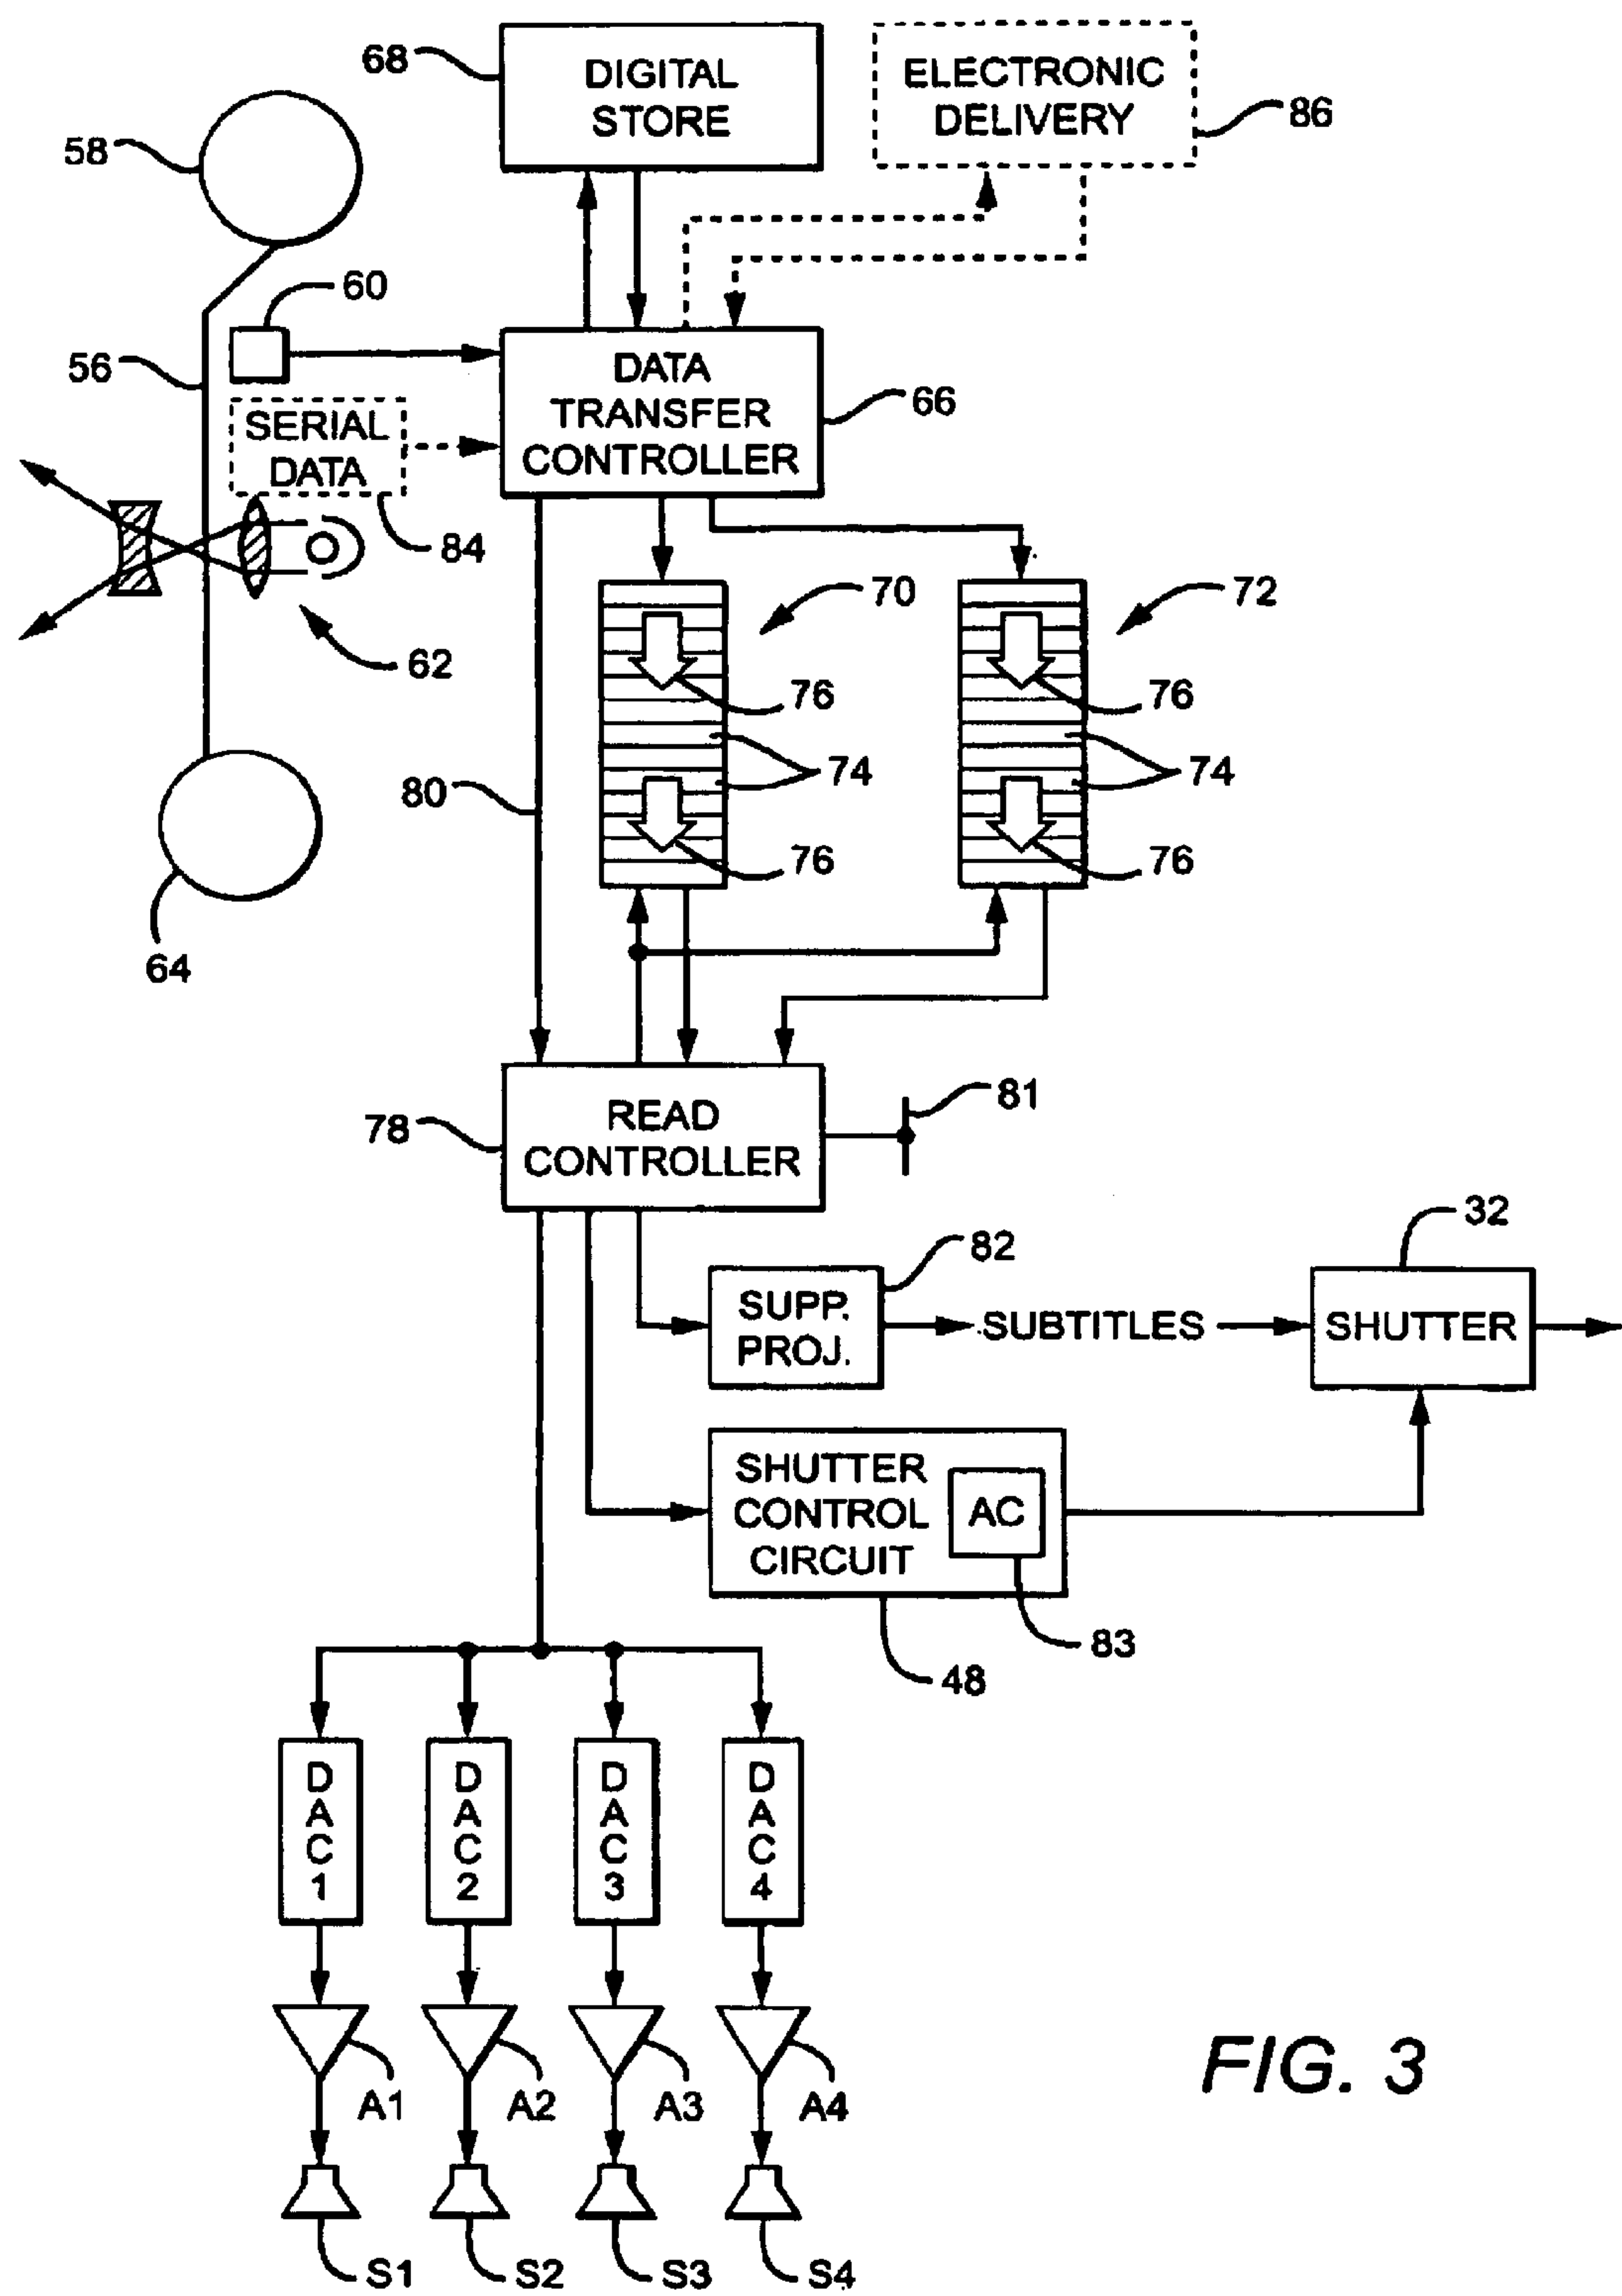 68
DIGITAL
STORE
ELECTRONIC
DELIVERY
86
58
60
56
DATA
TRANSFER
CONTROLLER
66
SERIAL
DATA
84
62
70
72
76
76
74
74
80
76
76
64
81
78
READ
CONTROLLER
32
82
SUPP.
PROJ.
SUBTITLES
SHUTTER
SHUTTER
CONTROL
CIRCUIT
AC
83
48
DAC1
DAC2
DAC3
DAC4
A1
A2
A3
A4
S1
S2
S3
S4
FIG. 3